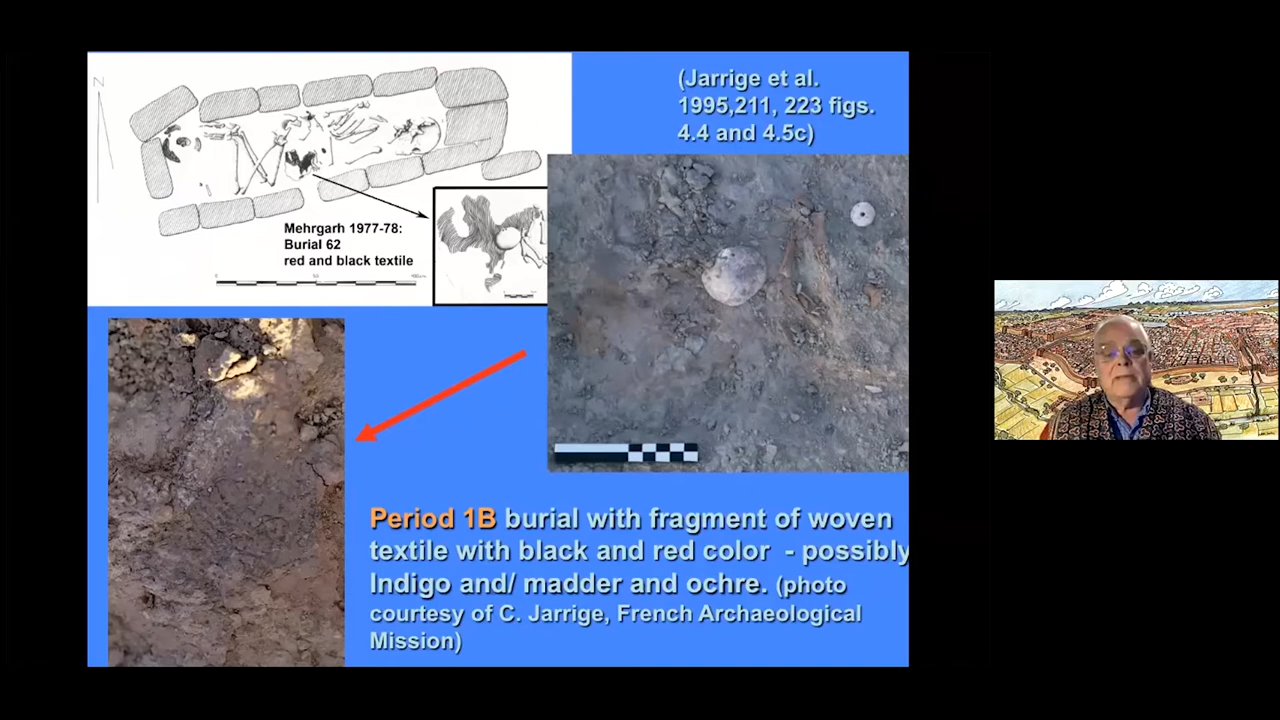 N
(Jarrige et al.
1995,211, 223 figs.
4.4 and 4.5c)
Mehrgarh 1977-78:
Burial 62
red and black textile
Period 1B burial with fragment of woven
textile with black and red color - possibly
Indigo and/ madder and ochre. (photo
courtesy of C. Jarrige, French Archaeological
Mission)